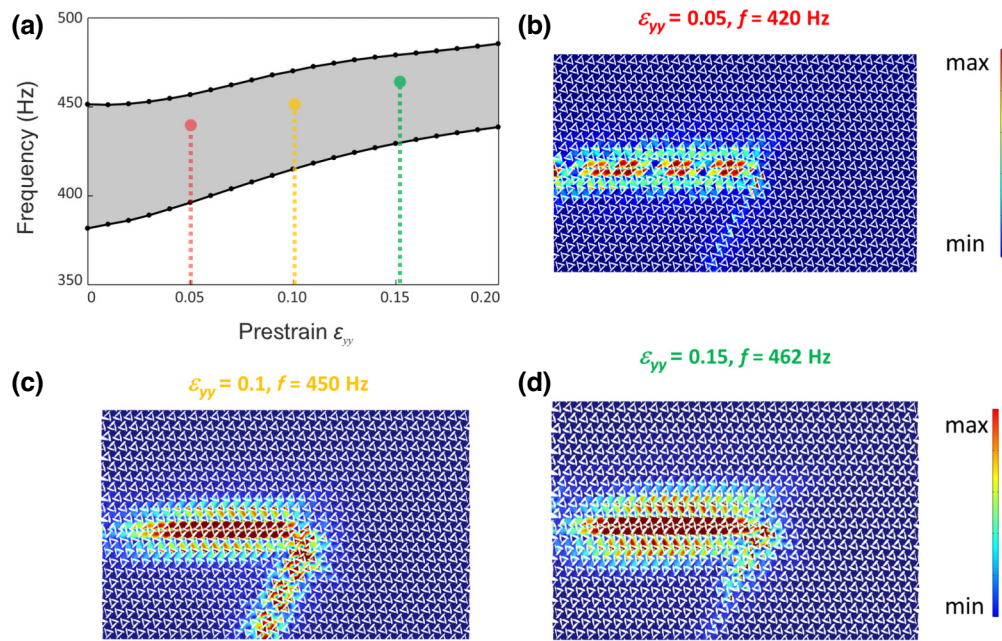 (a)
500
450
400
350
Frequency (Hz)
0
0.05
0.10
0.15
0.20
Prestrain εyy
(b)
εyy = 0.05, f = 420 Hz
max
min
(c)
εyy = 0.1, f = 450 Hz
(d)
εyy = 0.15, f = 462 Hz
max
min